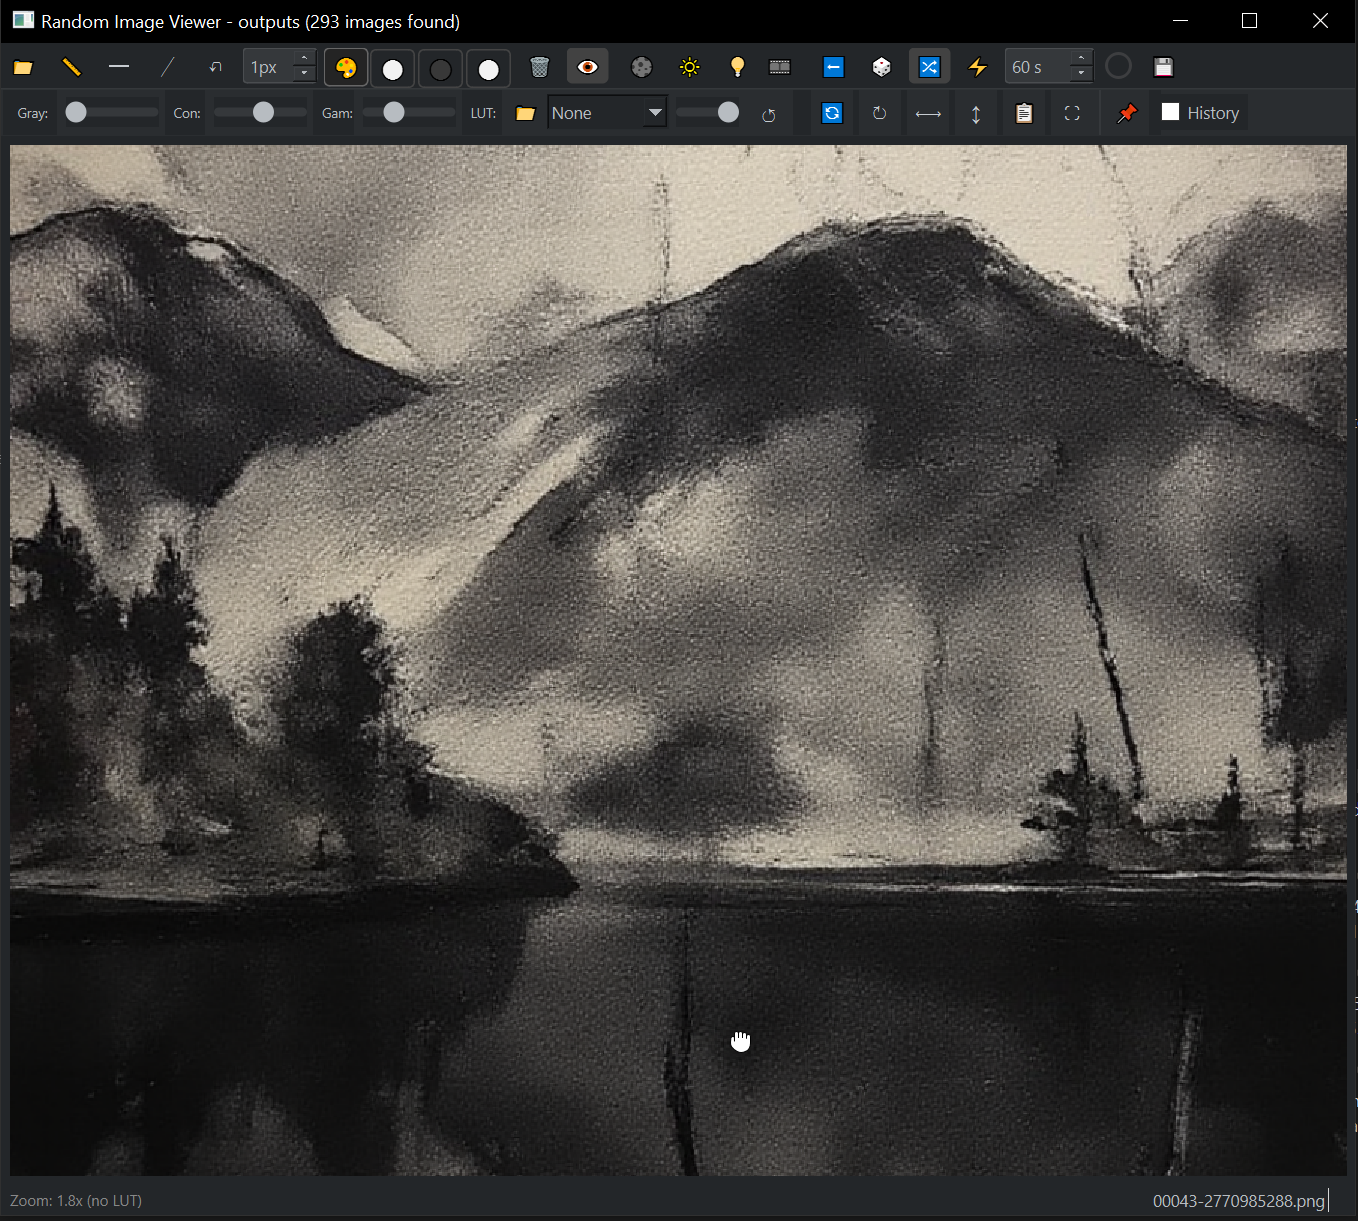 Random Image Viewer - outputs (293 images found)
1px
60 s
Gray:
Con:
Gam:
LUT:
None
History
Zoom: 1.8x (no LUT)
00043-2770985288.png